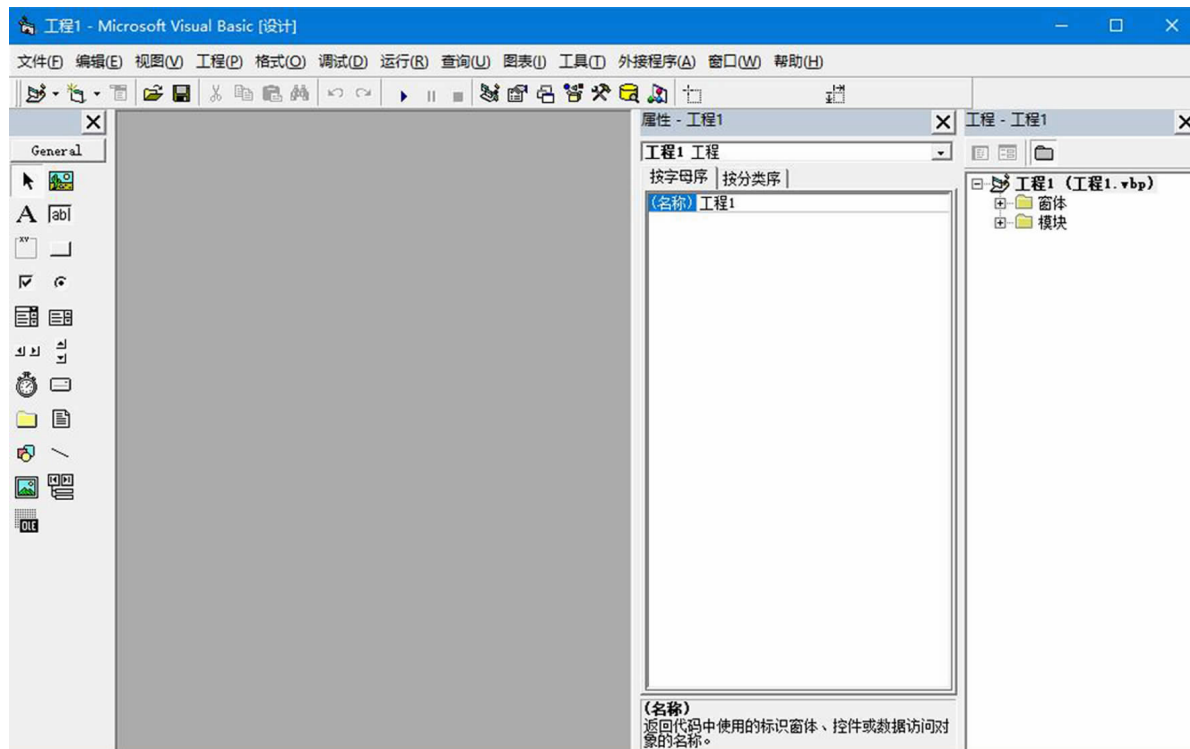 工程1 - Microsoft Visual Basic [设计]
文件(F) 编辑(E) 视图(V) 工程(P) 格式(O) 调试(D) 运行(R) 查询(U) 图表(I) 工具(T) 外接程序(A) 窗口(W) 帮助(H)
General
A ab|
XY
OLE
属性 - 工程1
工程1 工程
按字母序 按分类序
(名称) 工程1
(名称)
返回代码中使用的标识窗体、控件或数据访问对
象的名称。
工程 - 工程1
工程1 (工程1.vbp)
窗体
模块